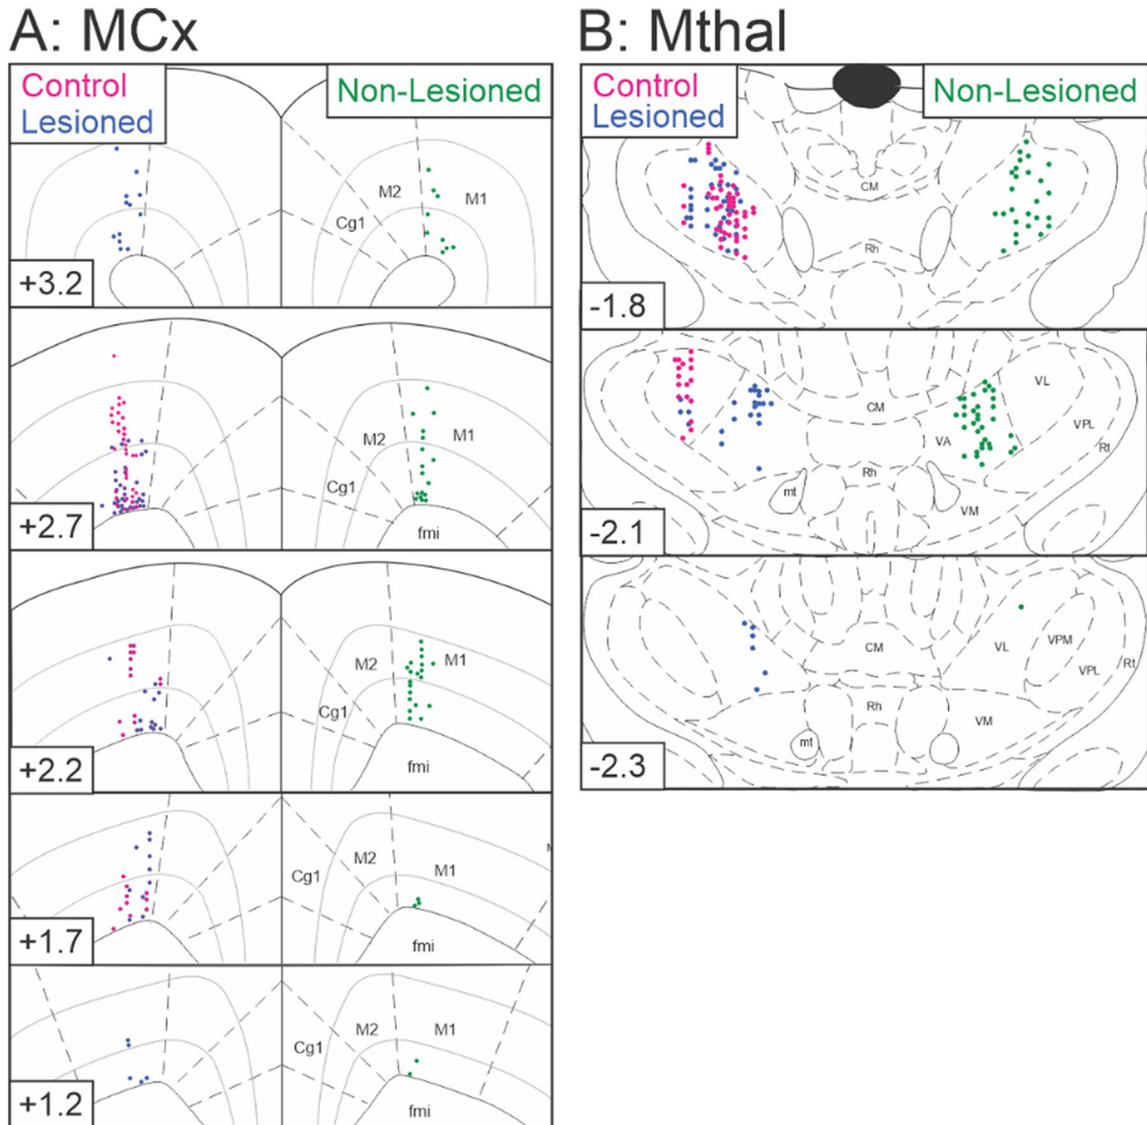 A: MCx
Control
Lesioned
Non-Lesioned
M2
M1
Cg1
+3.2
M2
M1
Cg1
+2.7
fmi
M2
M1
Cg1
+2.2
fmi
M2
M1
Cg1
+1.7
fmi
M2
M1
Cg1
+1.2
fmi
B: Mthal
Control
Lesioned
Non-Lesioned
CM
Rh
-1.8
VL
CM
VPL
VA
Rt
Rh
mt
VM
-2.1
VPM
CM
VL
Rt
VPL
Rh
VM
mt
-2.3